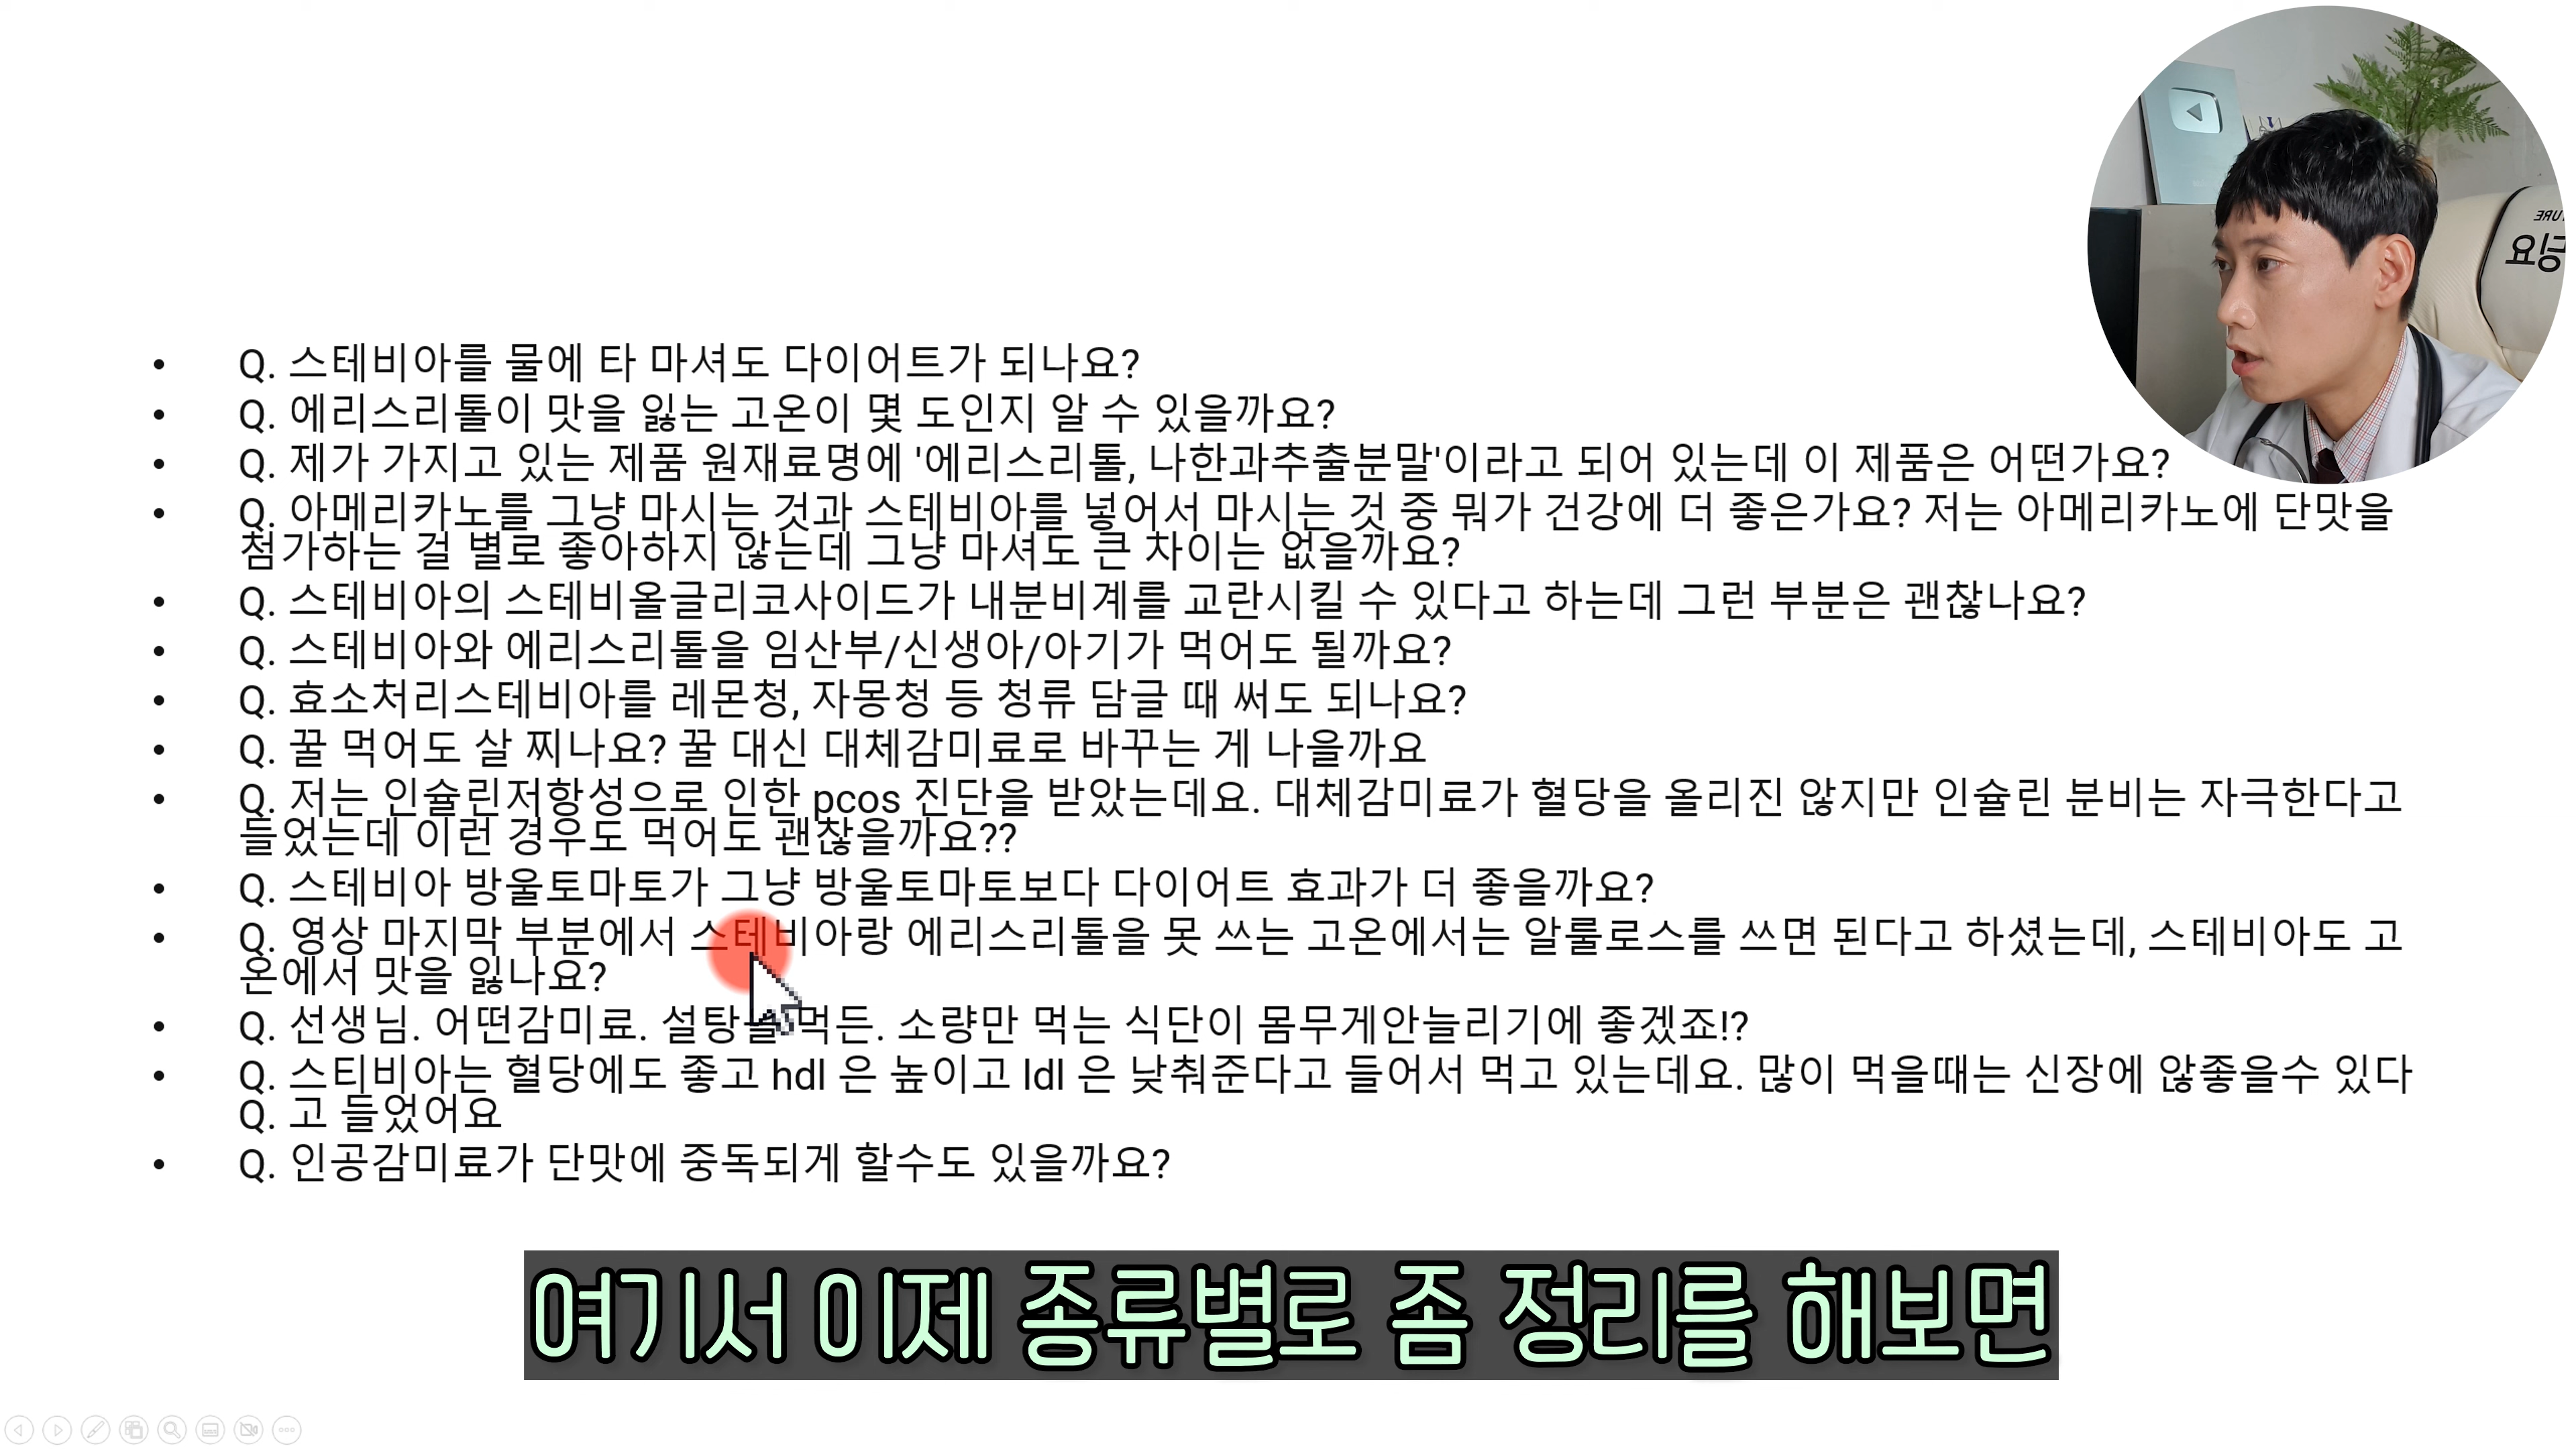 Q. 스테비아를 물에 타 마셔도 다이어트가 되나요?
Q. 에리스리톨이 맛을 잃는 고온이 몇 도인지 알 수 있을까요?
Q. 제가 가지고 있는 제품 원재료명에 '에리스리톨, 나한과추출분말'이라고 되어 있는데 이 제품은 어떤가요?
Q. 아메리카노를 그냥 마시는 것과 스테비아를 넣어서 마시는 것 중 뭐가 건강에 더 좋은가요? 저는 아메리카노에 단맛을
첨가하는 걸 별로 좋아하지 않는데 그냥 마셔도 큰 차이는 없을까요?
Q. 스테비아의 스테비올글리코사이드가 내분비계를 교란시킬 수 있다고 하는데 그런 부분은 괜찮나요?
Q. 스테비아와 에리스리톨을 임산부/신생아/아기가 먹어도 될까요?
Q. 효소처리스테비아를 레몬청, 자몽청 등 청류 담글 때 써도 되나요?
Q. 꿀 먹어도 살 찌나요? 꿀 대신 대체감미료로 바꾸는 게 나을까요
Q. 저는 인슐린저항성으로 인한 pcos 진단을 받았는데요. 대체감미료가 혈당을 올리진 않지만 인슐린 분비는 자극한다고
들었는데 이런 경우도 먹어도 괜찮을까요??
Q. 스테비아 방울토마토가 그냥 방울토마토보다 다이어트 효과가 더 좋을까요?
Q. 영상 마지막 부분에서 스테비아랑 에리스리톨을 못 쓰는 고온에서는 알룰로스를 쓰면 된다고 하셨는데, 스테비아도 고
온에서 맛을 잃나요?
Q. 선생님. 어떤감미료. 설탕을 먹든. 소량만 먹는 식단이 몸무게안늘리기에 좋겠죠!?
Q. 스티비아는 혈당에도 좋고 hdl 은 높이고 ldl 은 낮춰준다고 들어서 먹고 있는데요. 많이 먹을때는 신장에 않좋을수 있다
Q. 고 들었어요
Q. 인공감미료가 단맛에 중독되게 할수도 있을까요?
여기서 이제 종류별로 좀 정리를 해보면